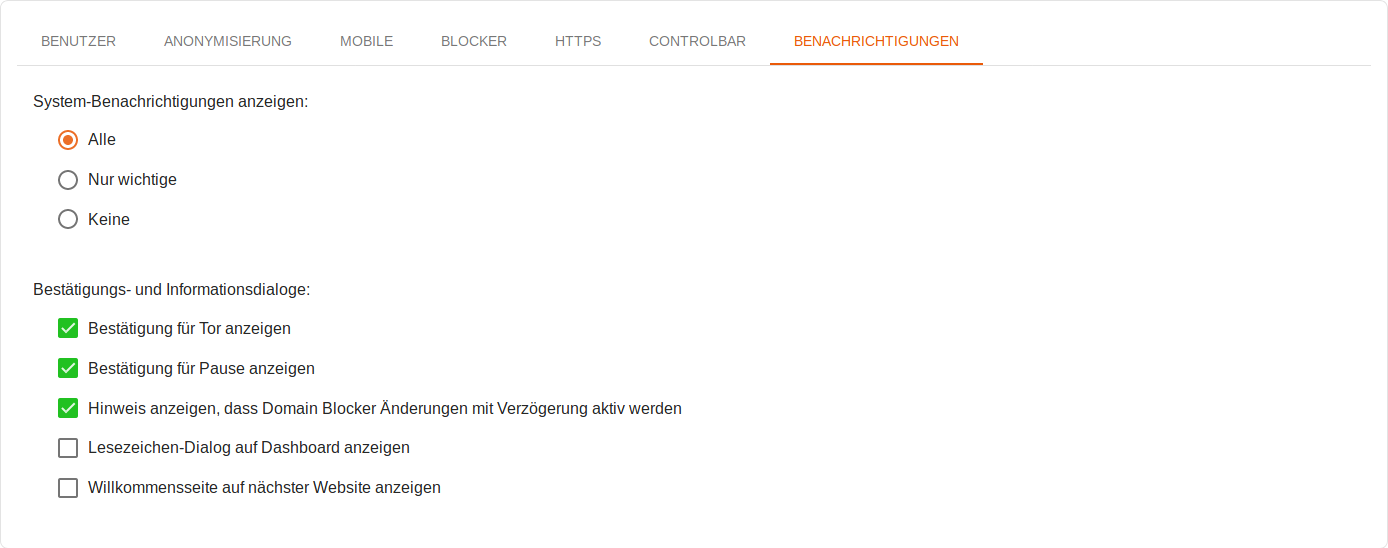 BENUTZER ANONYMISIERUNG MOBILE BLOCKER HTTPS CONTROLBAR BENACHRICHTIGUNGEN
System-Benachrichtigungen anzeigen:
Alle
Nur wichtige
Keine
Bestätigungs- und Informationsdialoge:
Bestätigung für Tor anzeigen
Bestätigung für Pause anzeigen
Hinweis anzeigen, dass Domain Blocker Änderungen mit Verzögerung aktiv werden
Lesezeichen-Dialog auf Dashboard anzeigen
Willkommensseite auf nächster Website anzeigen